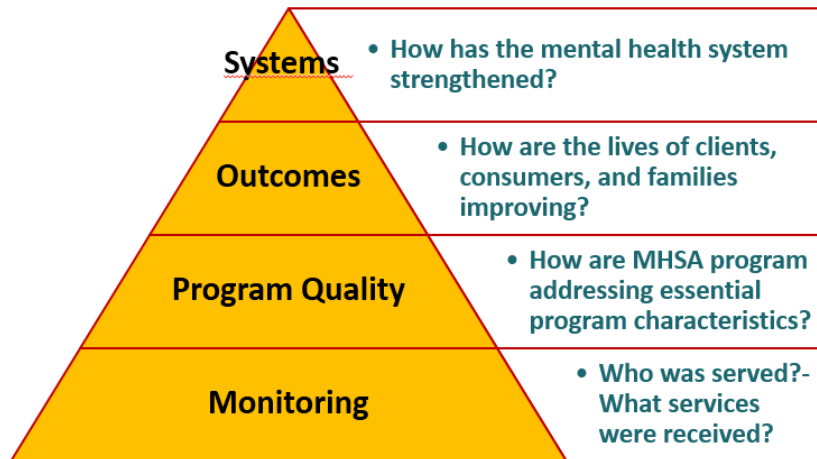 Systems
• How has the mental health system
strengthened?
Outcomes
• How are the lives of clients,
consumers, and families
improving?
Program Quality
• How are MHSA program
addressing essential
program characteristics?
Monitoring
• Who was served?-
What services
were received?